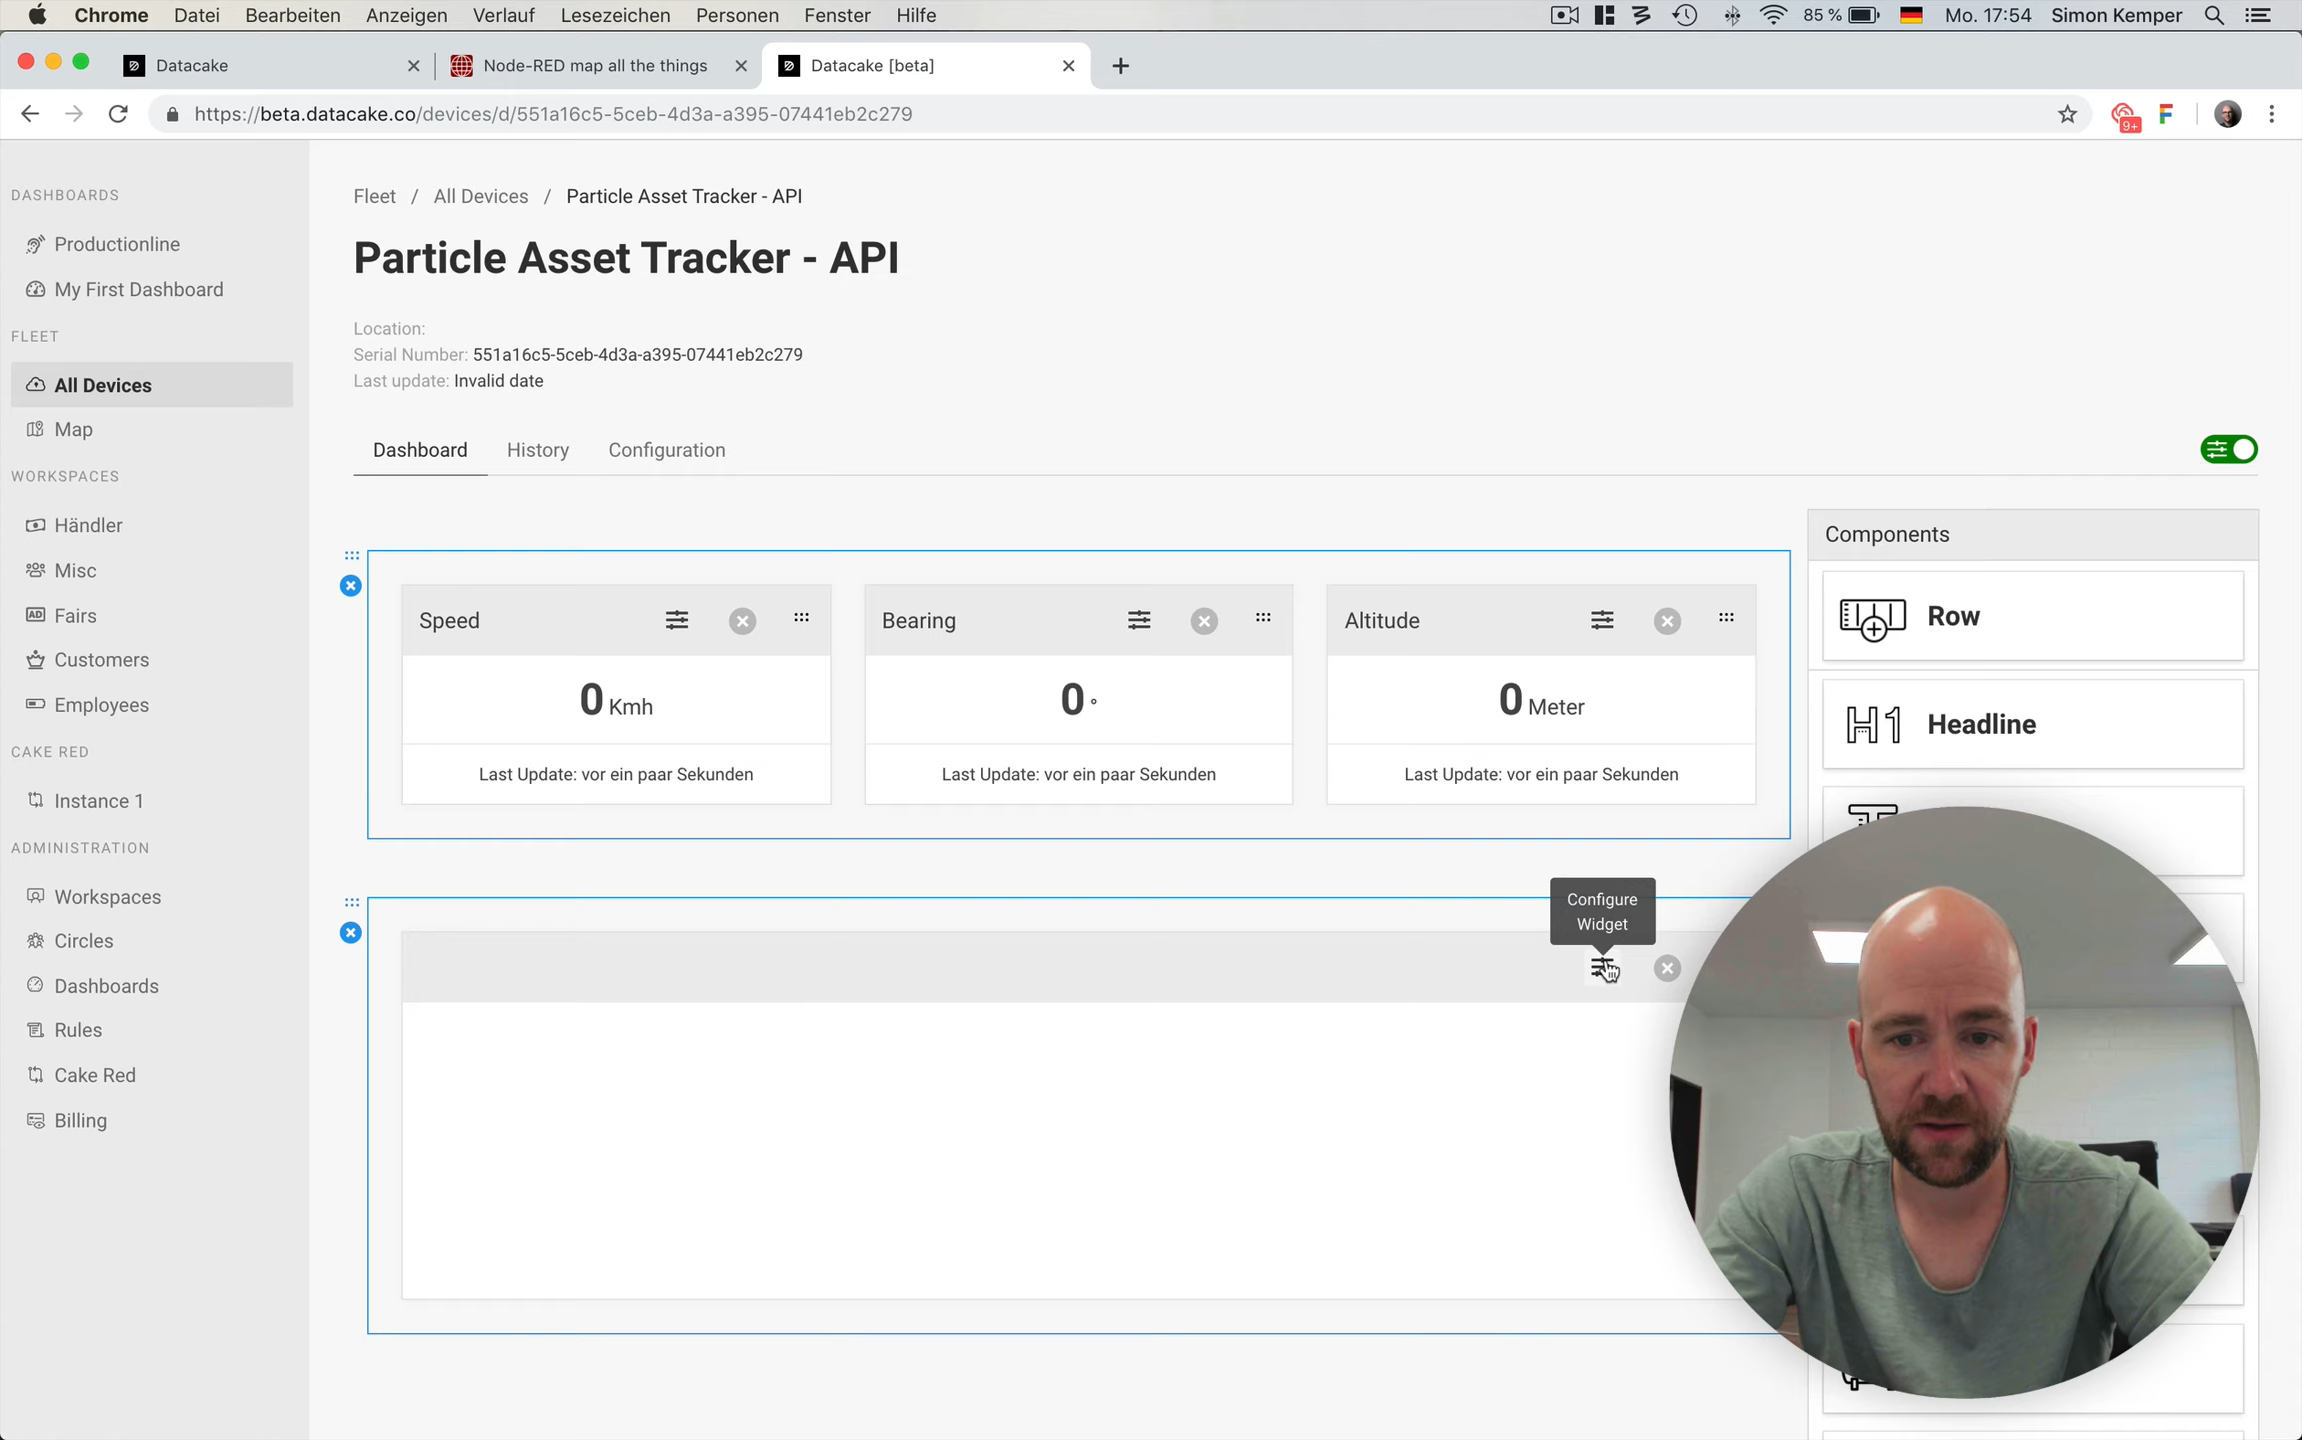 Chrome Datei Bearbeiten Anzeigen Verlauf Lesezeichen Personen Fenster Hilfe 85 % Mo. 17:54 Simon Kemper
Datacake Node-RED map all the things Datacake [beta]
https://beta.datacake.co/devices/d/551a16c5-5ceb-4d3a-a395-07441eb2c279
9+
DASHBOARDS
Productionline
My First Dashboard
FLEET
All Devices
Map
WORKSPACES
Händler
Misc
AD Fairs
Customers
Employees
CAKE RED
Instance 1
ADMINISTRATION
Workspaces
Circles
Dashboards
Rules
Cake Red
Billing
Fleet / All Devices / Particle Asset Tracker - API
Particle Asset Tracker - API
Location:
Serial Number: 551a16c5-5ceb-4d3a-a395-07441eb2c279
Last update: Invalid date
Dashboard History Configuration
Speed
0 Kmh
Last Update: vor ein paar Sekunden
Bearing
0 °
Last Update: vor ein paar Sekunden
Altitude
0 Meter
Last Update: vor ein paar Sekunden
Configure
Widget
Components
Row
H1 Headline